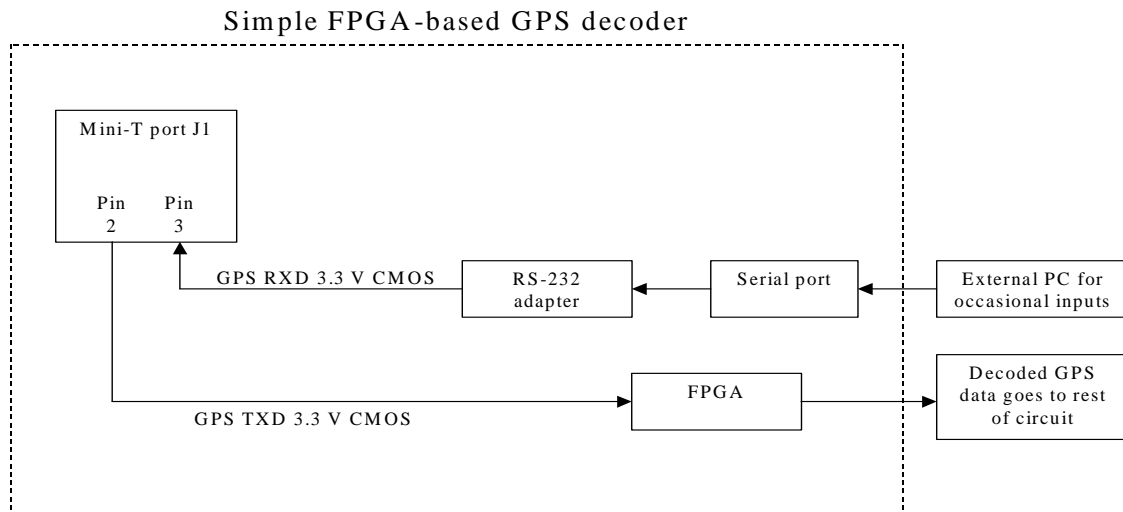 Simple FPGA-based GPS decoder
Mini-T port J1
Pin
2
Pin
3
GPS RXD 3.3 V CMOS
RS-232
adapter
Serial port
External PC for
occasional inputs
GPS TXD 3.3 V CMOS
FPGA
Decoded GPS
data goes to rest
of circuit